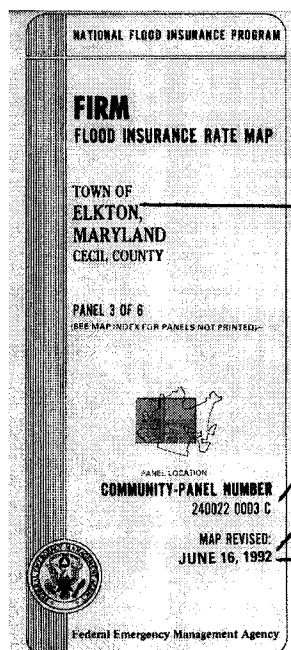 NATIONAL FLOOD INSURANCE PROGRAM
FIRM
FLOOD INSURANCE RATE MAP
TOWN OF
ELKTON,
MARYLAND
CECIL COUNTY
PANEL 3 OF 6
(SEE MAP INDEX FOR PANELS NOT PRINTED)
PANEL LOCATION
COMMUNITY-PANEL NUMBER
240022 0003 C
MAP REVISED:
JUNE 16, 1992
Federal Emergency Management Agency